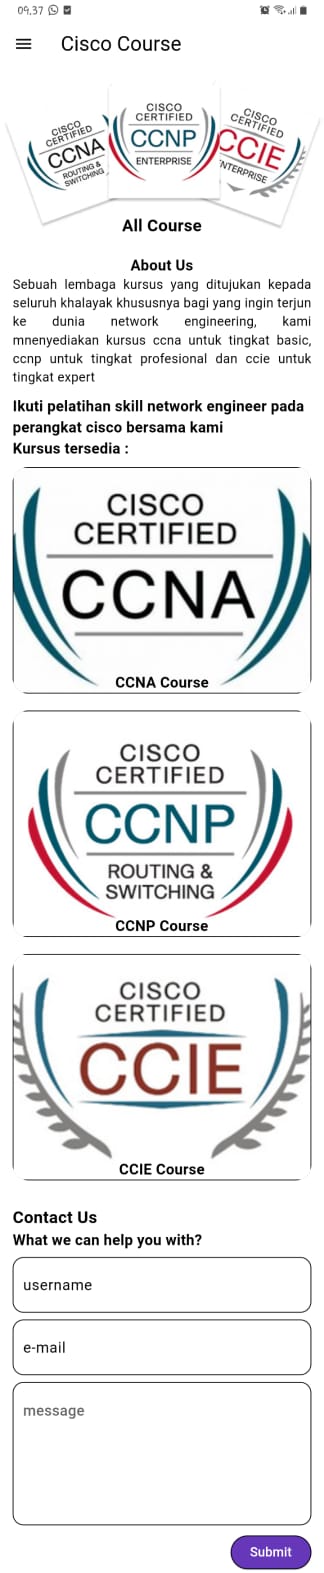 09.37
Cisco Course
CISCO
CERTIFIED
CCNA
ROUTING &
SWITCHING
CISCO
CERTIFIED
CCNP
ENTERPRISE
CISCO
CERTIFIED
CCIE
NTERPRISE
All Course
About Us
Sebuah lembaga kursus yang ditujukan kepada
seluruh khalayak khususnya bagi yang ingin terjun
ke dunia network engineering, kami
mnenyediakan kursus ccna untuk tingkat basic,
ccnp untuk tingkat profesional dan ccie untuk
tingkat expert
Ikuti pelatihan skill network engineer pada
perangkat cisco bersama kami
Kursus tersedia :
CISCO
CERTIFIED
CCNA
CCNA Course
CISCO
CERTIFIED
CCNP
ROUTING &
SWITCHING
CCNP Course
CISCO
CERTIFIED
CCIE
CCIE Course
Contact Us
What we can help you with?
username
e-mail
message
Submit